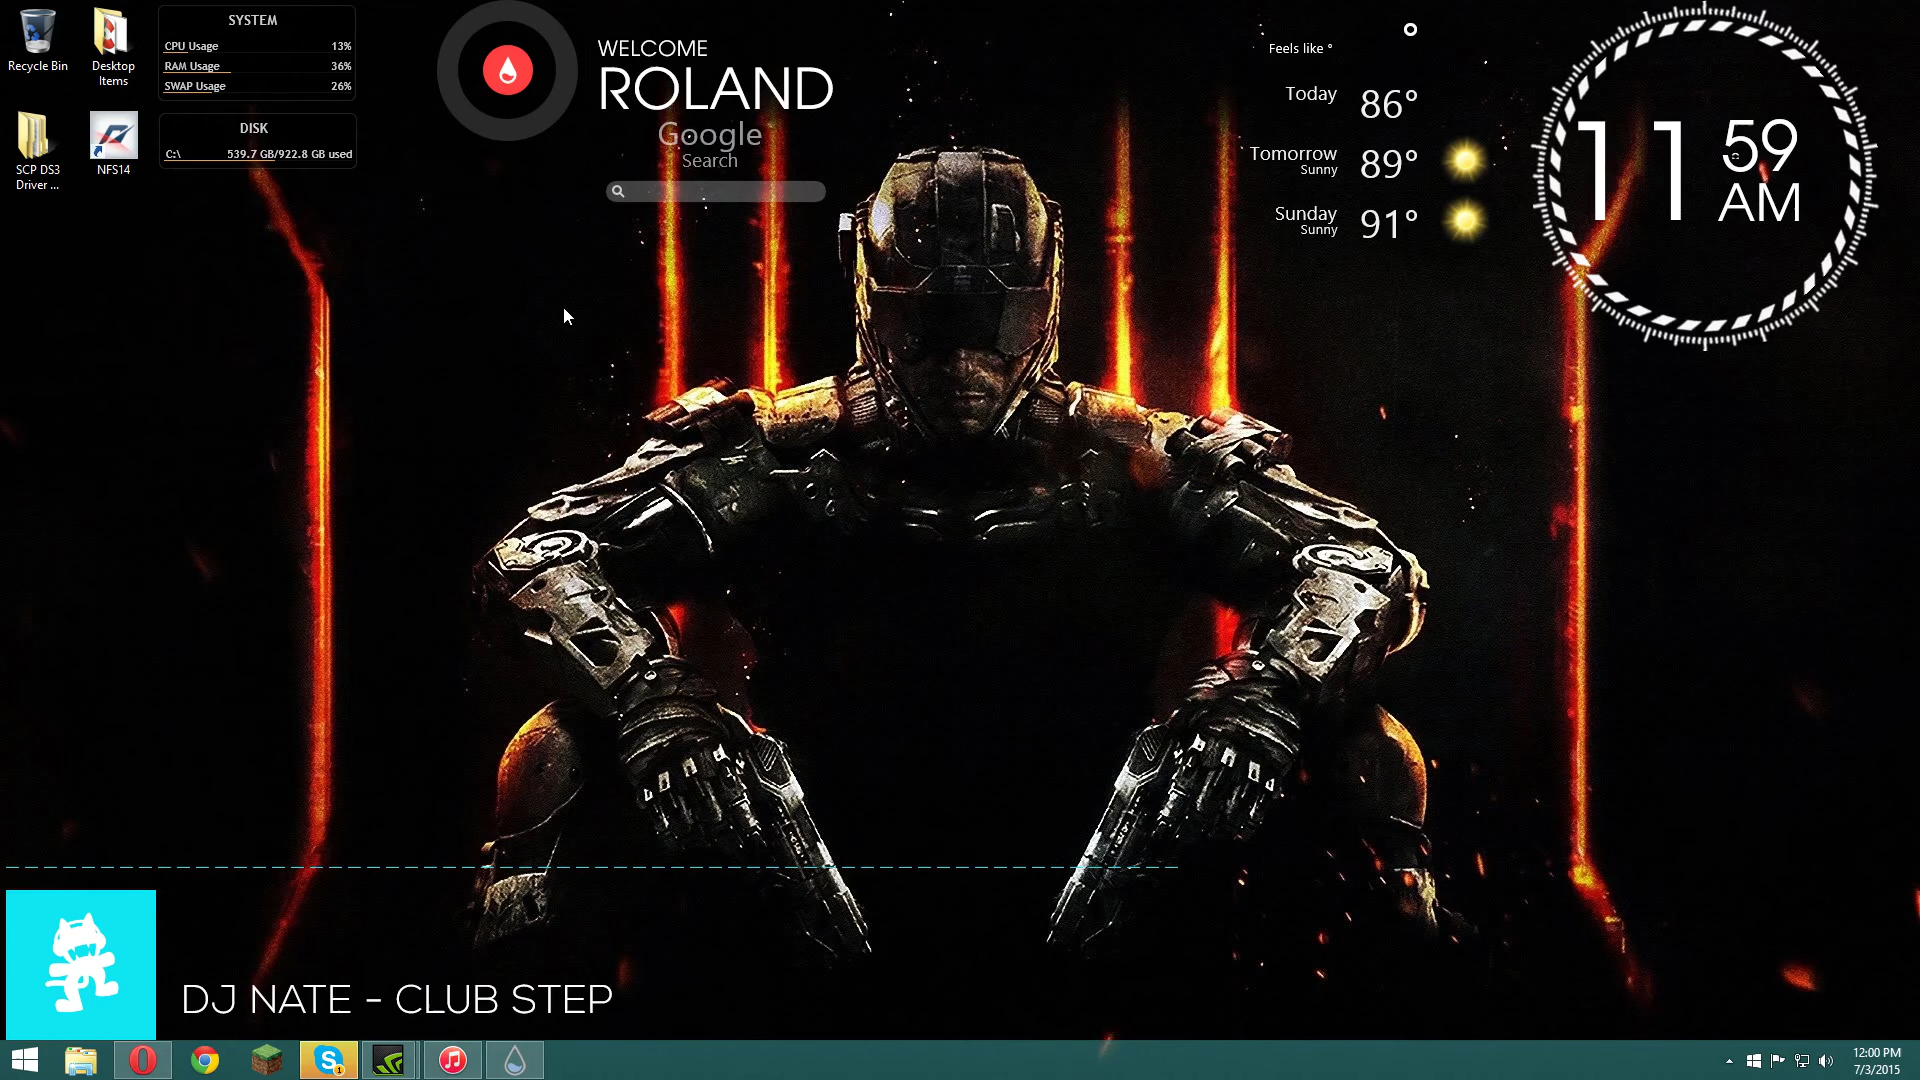 Recycle Bin
Desktop
Items
SCP DS3
Driver ...
NFS14
SYSTEM
CPU Usage 13%
RAM Usage 36%
SWAP Usage 26%
DISK
C:\ 539.7 GB/922.8 GB used
WELCOME
ROLAND
Google
Search
Feels like °
Today 86°
Tomorrow 89°
Sunny
Sunday 91°
Sunny
11 59
AM
DJ NATE - CLUB STEP
12:00 PM
7/3/2015